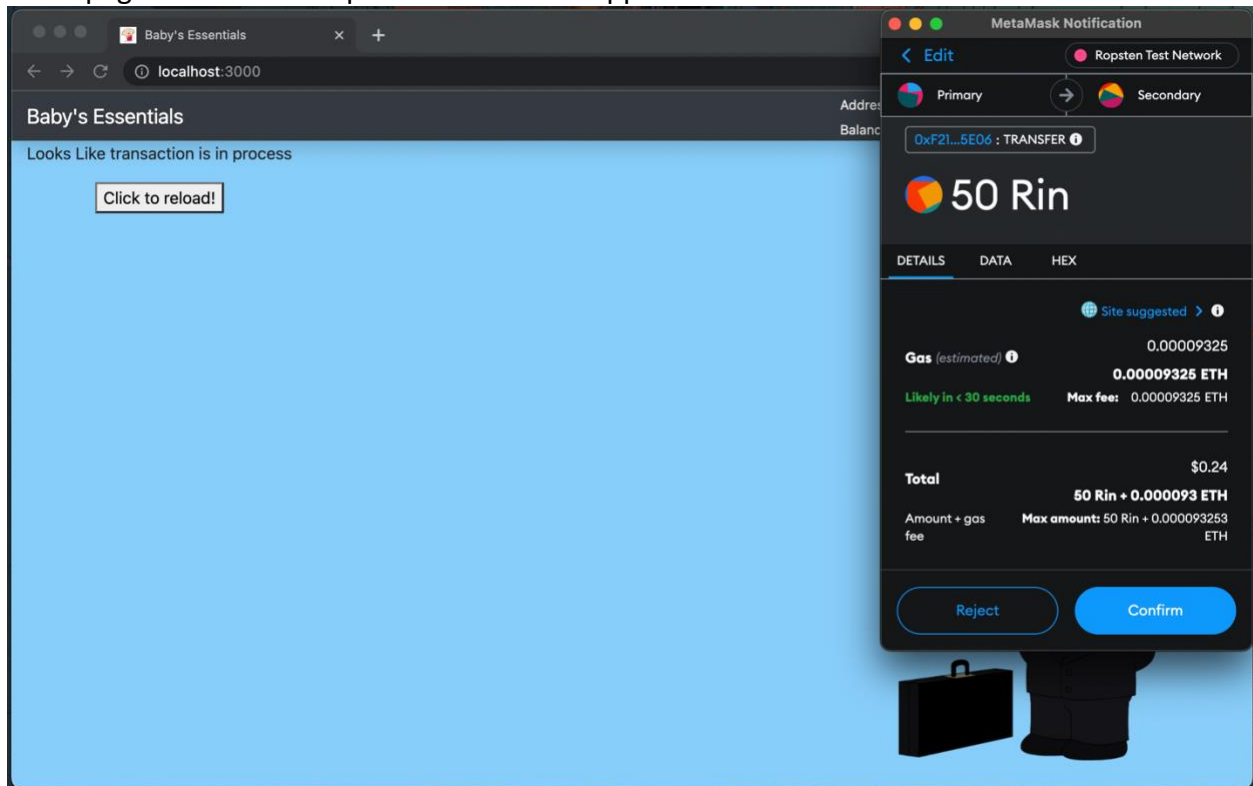 Baby's Essentials
localhost:3000
Baby's Essentials
Looks Like transaction is in process
Click to reload!
MetaMask Notification
Edit
Ropsten Test Network
Primary
Secondary
0xF21...5E06 : TRANSFER
50 Rin
DETAILS DATA HEX
Site suggested
Gas (estimated)
0.00009325
0.00009325 ETH
Likely in < 30 seconds
Max fee: 0.00009325 ETH
Total
$0.24
50 Rin + 0.000093 ETH
Amount + gas fee
Max amount: 50 Rin + 0.000093253
ETH
Reject
Confirm